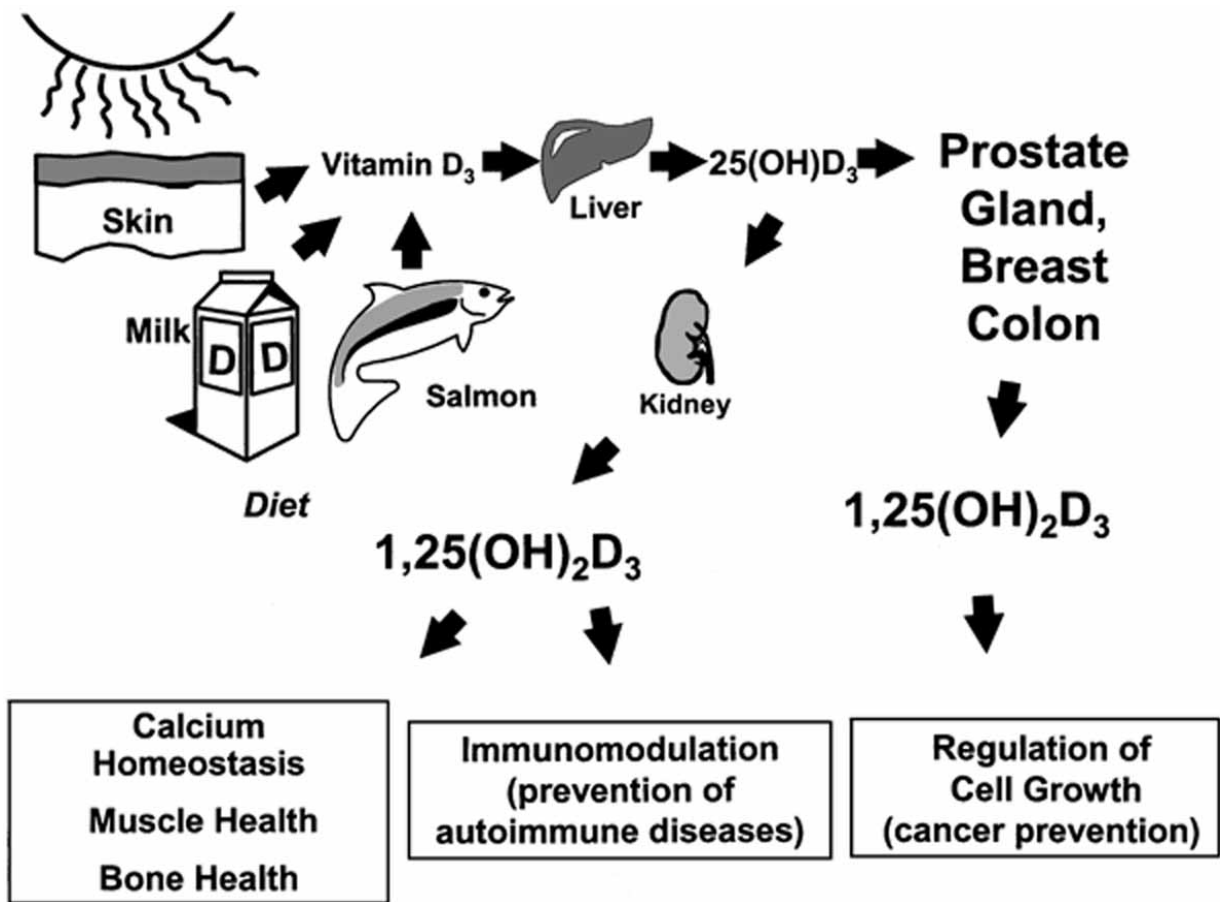 Skin
Vitamin D₃
Liver
25(OH)D₃
Prostate
Gland,
Breast
Colon
Milk
D D
Salmon
Kidney
Diet
1,25(OH)₂D₃
1,25(OH)₂D₃
Calcium
Homeostasis
Muscle Health
Bone Health
Immunomodulation
(prevention of
autoimmune diseases)
Regulation of
Cell Growth
(cancer prevention)